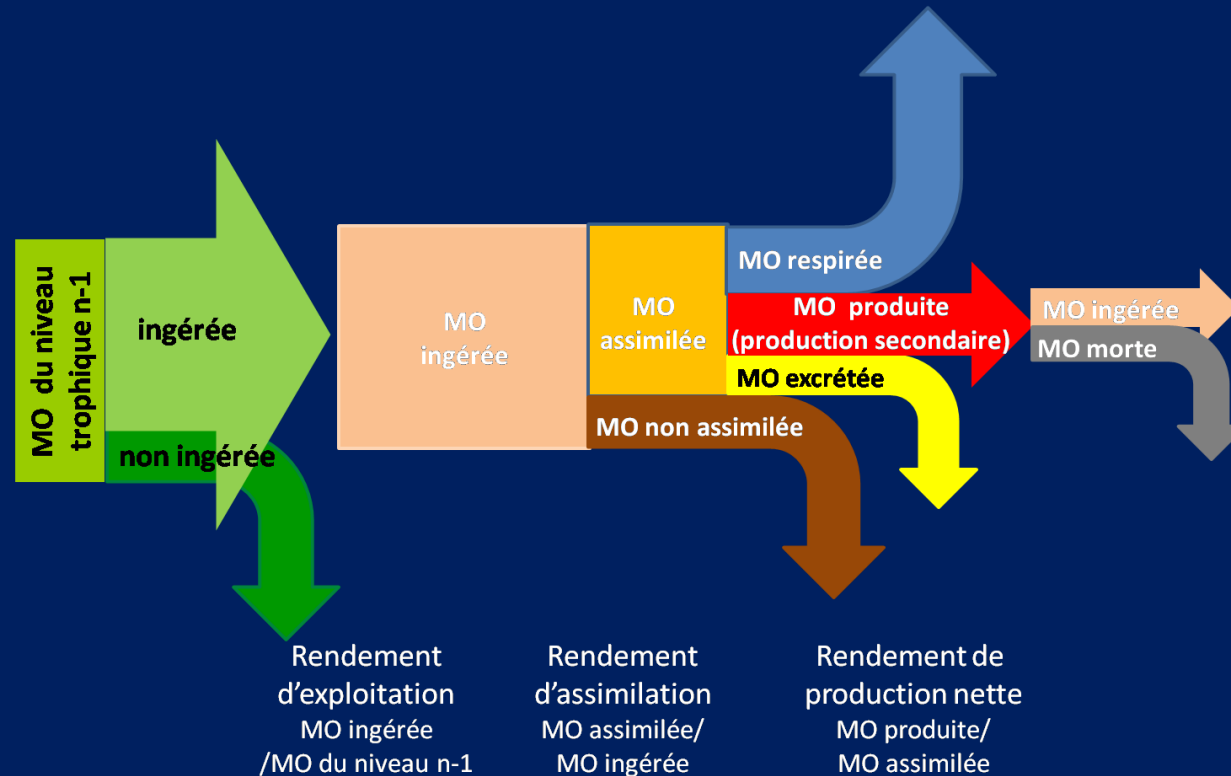 MO du niveau
trophique n-1
ingérée
non ingérée
MO
ingérée
MO
assimilée
MO non assimilée
MO respirée
MO produite
(production secondaire)
MO excrétée
MO ingérée
MO morte
Rendement
d'exploitation
MO ingérée
/MO du niveau n-1
Rendement
d'assimilation
MO assimilée/
MO ingérée
Rendement de
production nette
MO produite/
MO assimilée